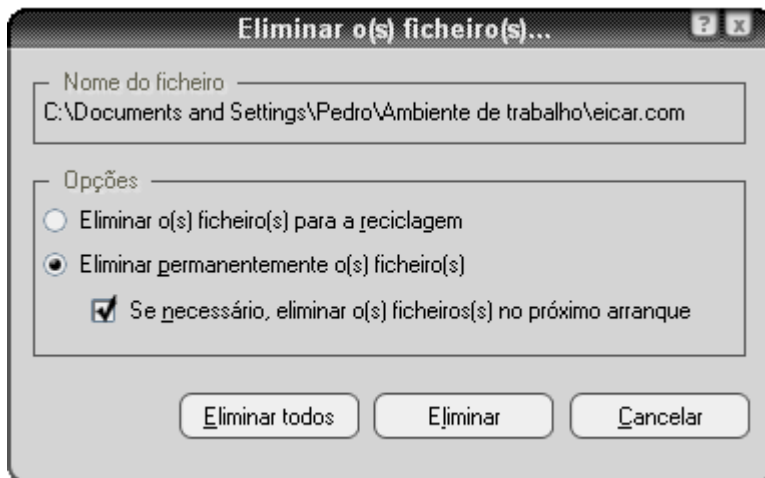 Eliminar o(s) ficheiro(s)...
Nome do ficheiro
C:\Documents and Settings\Pedro\Ambiente de trabalho\eicar.com
Opções
Eliminar o(s) ficheiro(s) para a reciclagem
Eliminar permanentemente o(s) ficheiro(s)
Se necessário, eliminar o(s) ficheiros(s) no próximo arranque
Eliminar todos Eliminar Cancelar